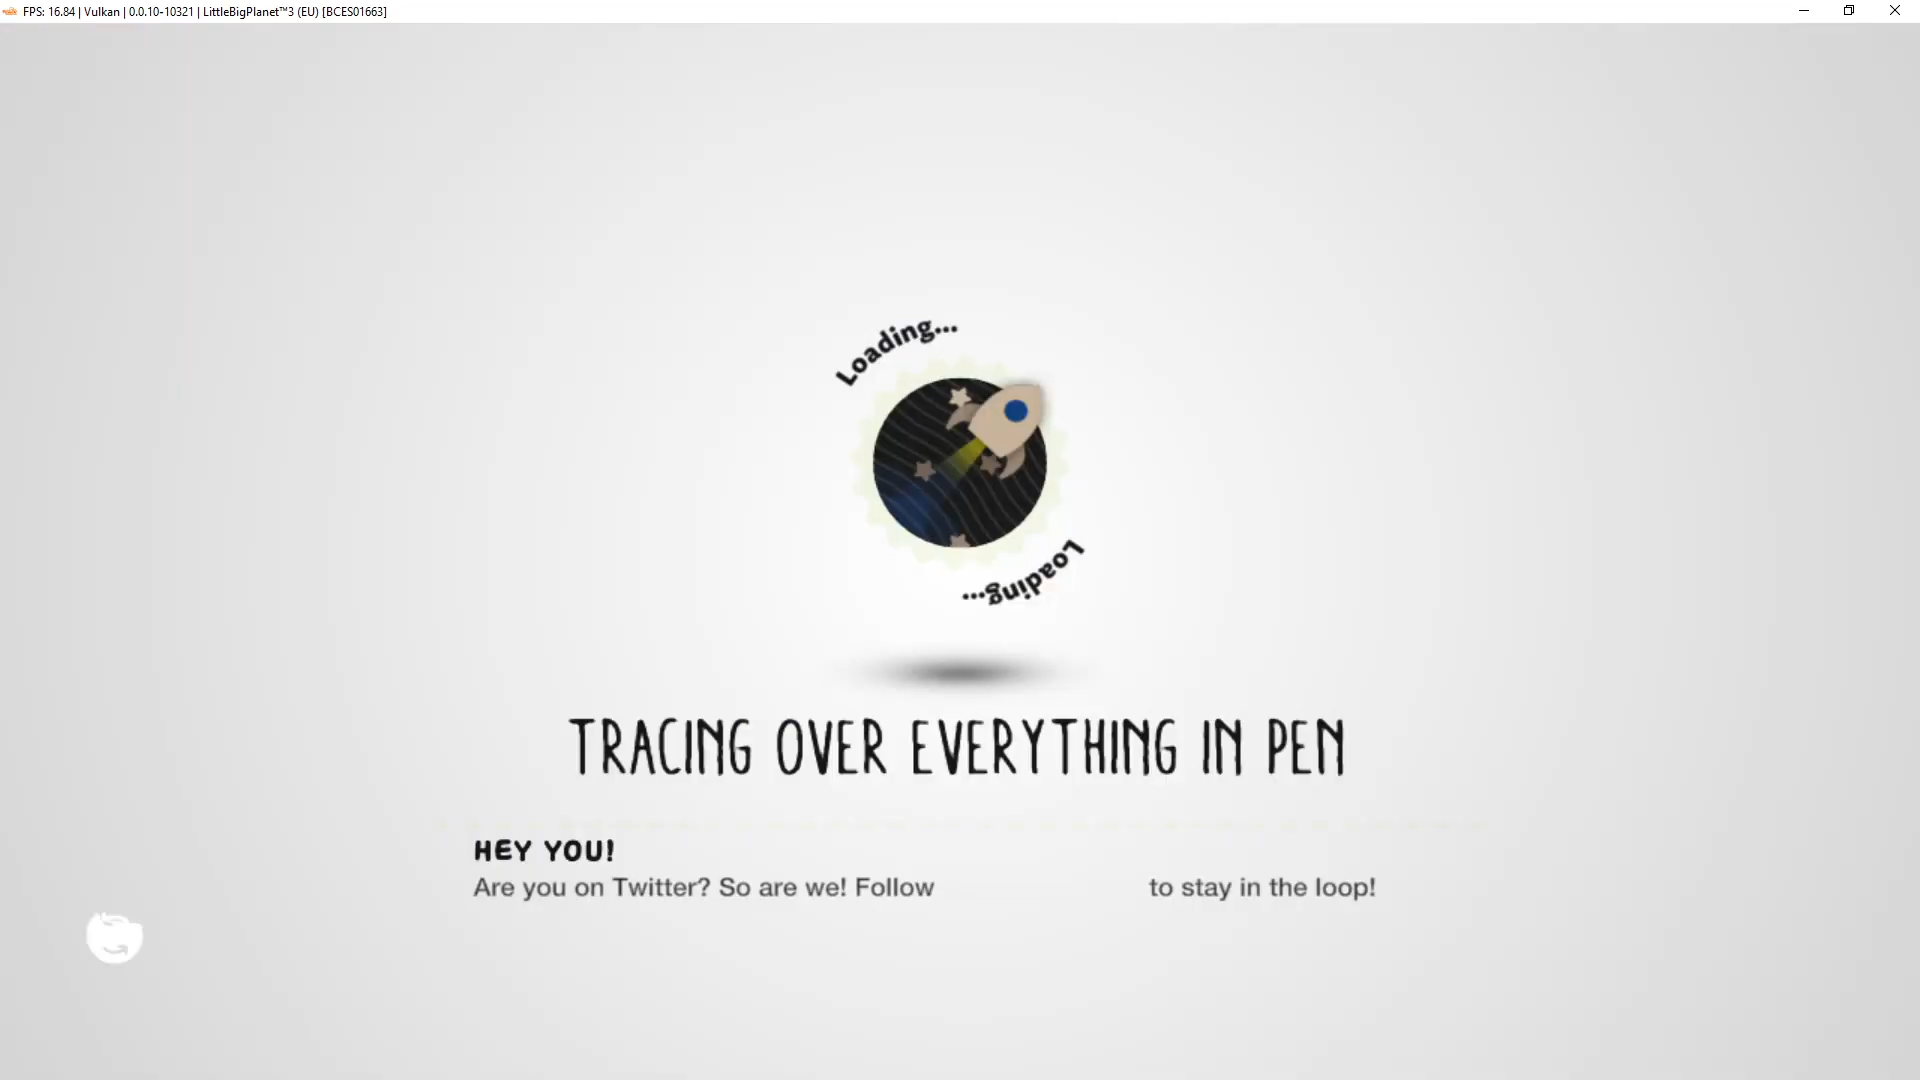 FPS: 16.84 | Vulkan | 0.0.10-10321 | LittleBigPlanet™3 (EU) [BCES01663]
Loading...
Loading...
TRACING OVER EVERYTHING IN PEN
HEY YOU!
Are you on Twitter? So are we! Follow to stay in the loop!